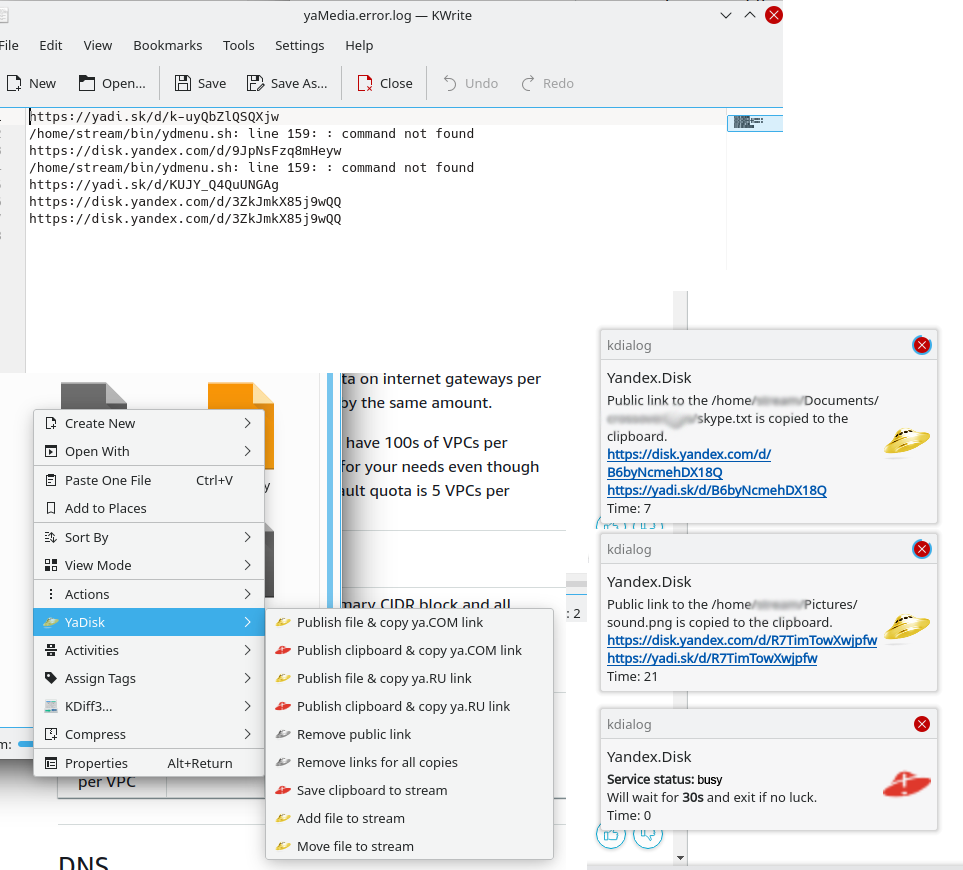 yaMedia.error.log — KWrite
File Edit View Bookmarks Tools Settings Help
New Open... Save Save As... Close Undo Redo
https://yadi.sk/d/k-uyQbZlQSQXjw
/home/stream/bin/ydmenu.sh: line 159: : command not found
https://disk.yandex.com/d/9JpNsFzq8mHeyw
/home/stream/bin/ydmenu.sh: line 159: : command not found
https://yadi.sk/d/KUJY_Q4QuUNGAg
https://disk.yandex.com/d/3ZkJmkX85j9wQQ
https://disk.yandex.com/d/3ZkJmkX85j9wQQ
ta on internet gateways per
by the same amount.
have 100s of VPCs per
for your needs even though
ault quota is 5 VPCs per
mary CIDR block and all
: 2
y
m:
per VPC
DNS
Create New
Open With
Paste One File Ctrl+V
Add to Places
Sort By
View Mode
Actions
YaDisk
Activities
Assign Tags
KDiff3...
Compress
Properties Alt+Return
Publish file & copy ya.COM link
Publish clipboard & copy ya.COM link
Publish file & copy ya.RU link
Publish clipboard & copy ya.RU link
Remove public link
Remove links for all copies
Save clipboard to stream
Add file to stream
Move file to stream
kdialog
Yandex.Disk
Public link to the /home/ /Documents/
/skype.txt is copied to the
clipboard.
https://disk.yandex.com/d/
B6byNcmehDX18Q
https://yadi.sk/d/B6byNcmehDX18Q
Time: 7
kdialog
Yandex.Disk
Public link to the /home/ /Pictures/
sound.png is copied to the clipboard.
https://disk.yandex.com/d/R7TimTowXwjpfw
https://yadi.sk/d/R7TimTowXwjpfw
Time: 21
kdialog
Yandex.Disk
Service status: busy
Will wait for 30s and exit if no luck.
Time: 0